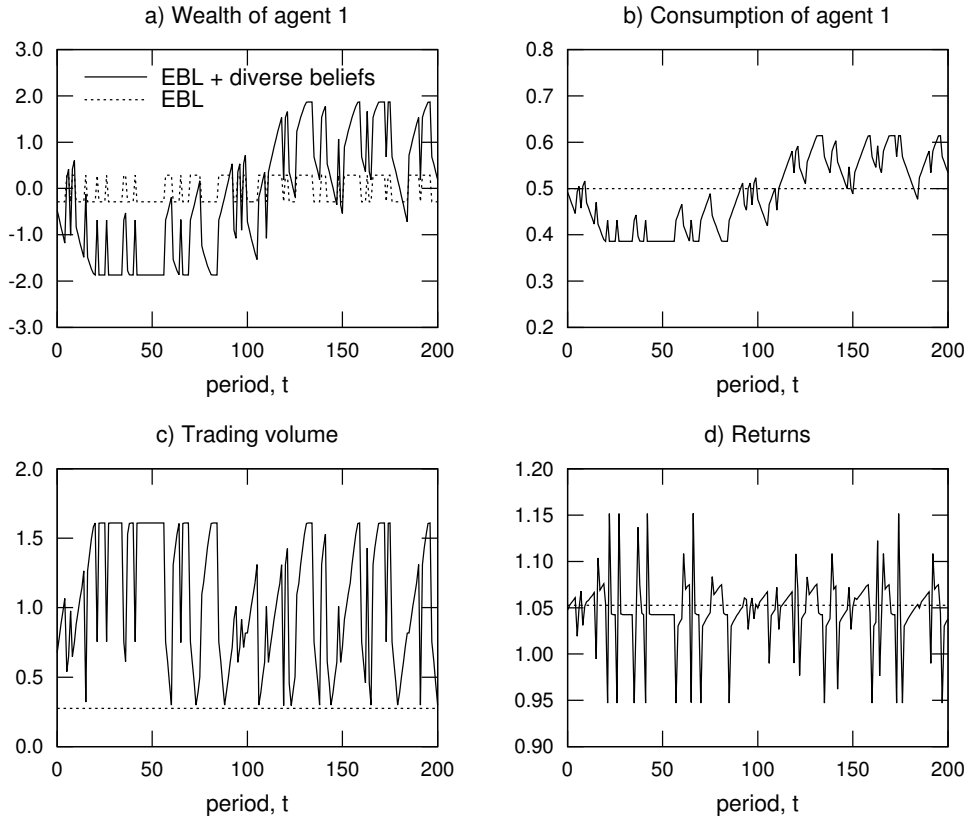 a) Wealth of agent 1
3.0
2.0
1.0
0.0
-1.0
-2.0
-3.0
EBL + diverse beliefs
EBL
0 50 100 150 200
period, t
b) Consumption of agent 1
0.8
0.7
0.6
0.5
0.4
0.3
0.2
0 50 100 150 200
period, t
c) Trading volume
2.0
1.5
1.0
0.5
0.0
0 50 100 150 200
period, t
d) Returns
1.20
1.15
1.10
1.05
1.00
0.95
0.90
0 50 100 150 200
period, t